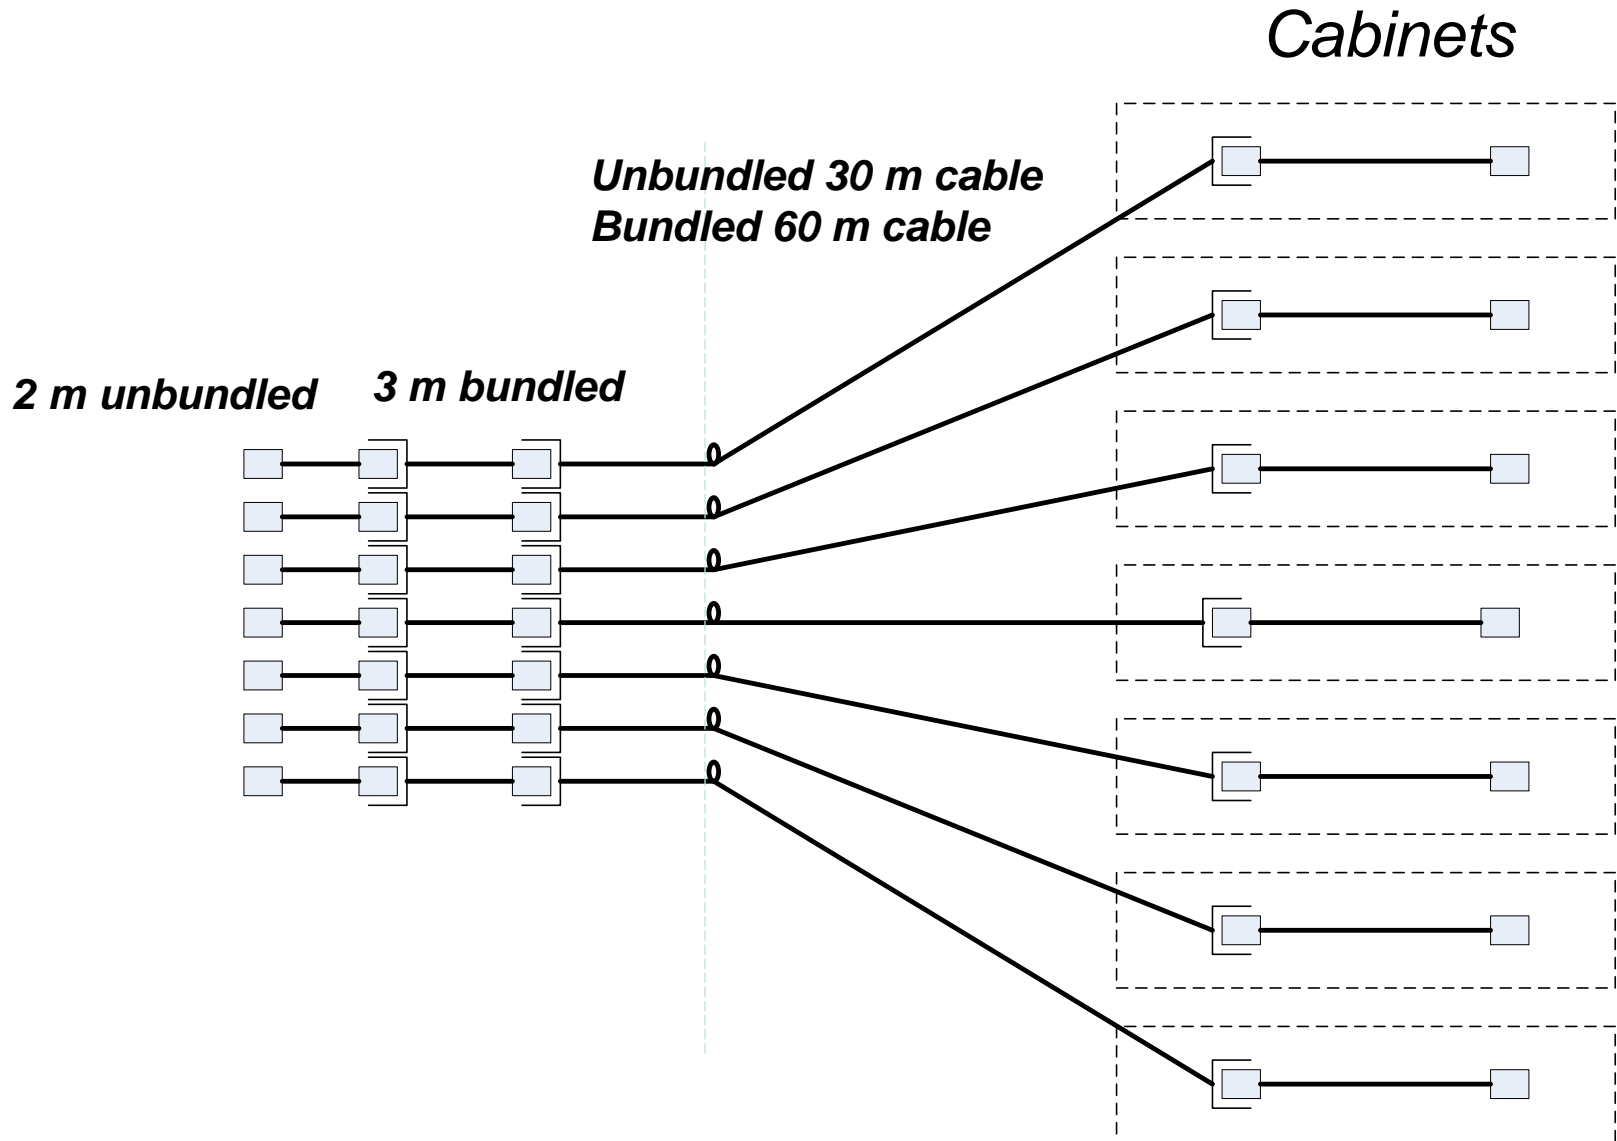 Cabinets
Unbundled 30 m cable
Bundled 60 m cable
2 m unbundled
3 m bundled